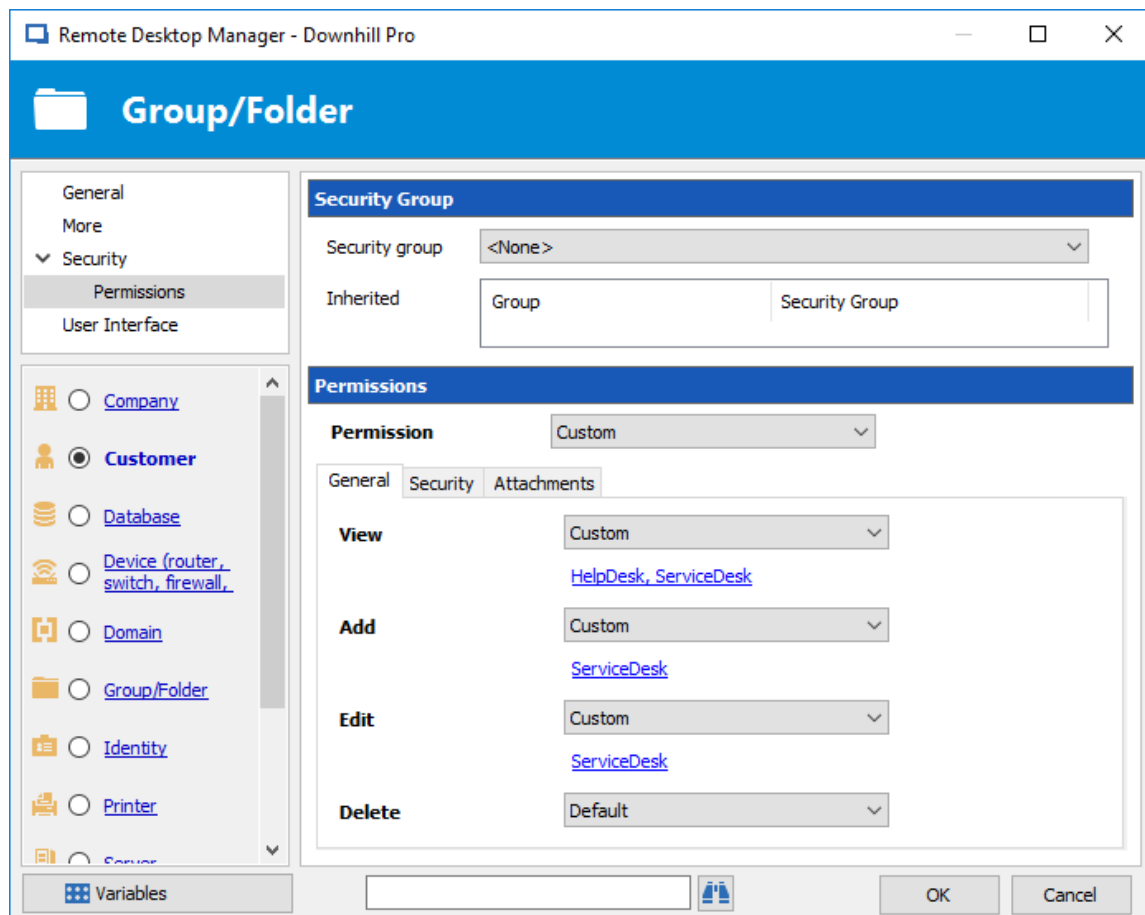 Remote Desktop Manager - Downhill Pro
Group/Folder
General
More
Security
Permissions
User Interface
Company
Customer
Database
Device (router,
switch, firewall,
Domain
Group/Folder
Identity
Printer
Server
Variables
Security Group
Security group <None>
Inherited Group Security Group
Permissions
Permission Custom
General Security Attachments
View Custom
HelpDesk, ServiceDesk
Add Custom
ServiceDesk
Edit Custom
ServiceDesk
Delete Default
OK Cancel